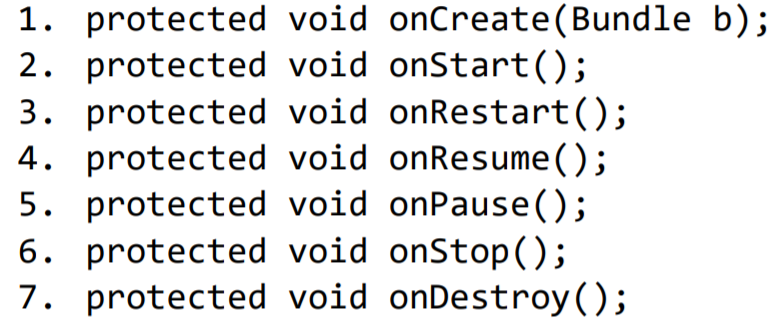 1. protected void onCreate(Bundle b);
2. protected void onStart();
3. protected void onRestart();
4. protected void onResume();
5. protected void onPause();
6. protected void onStop();
7. protected void onDestroy();